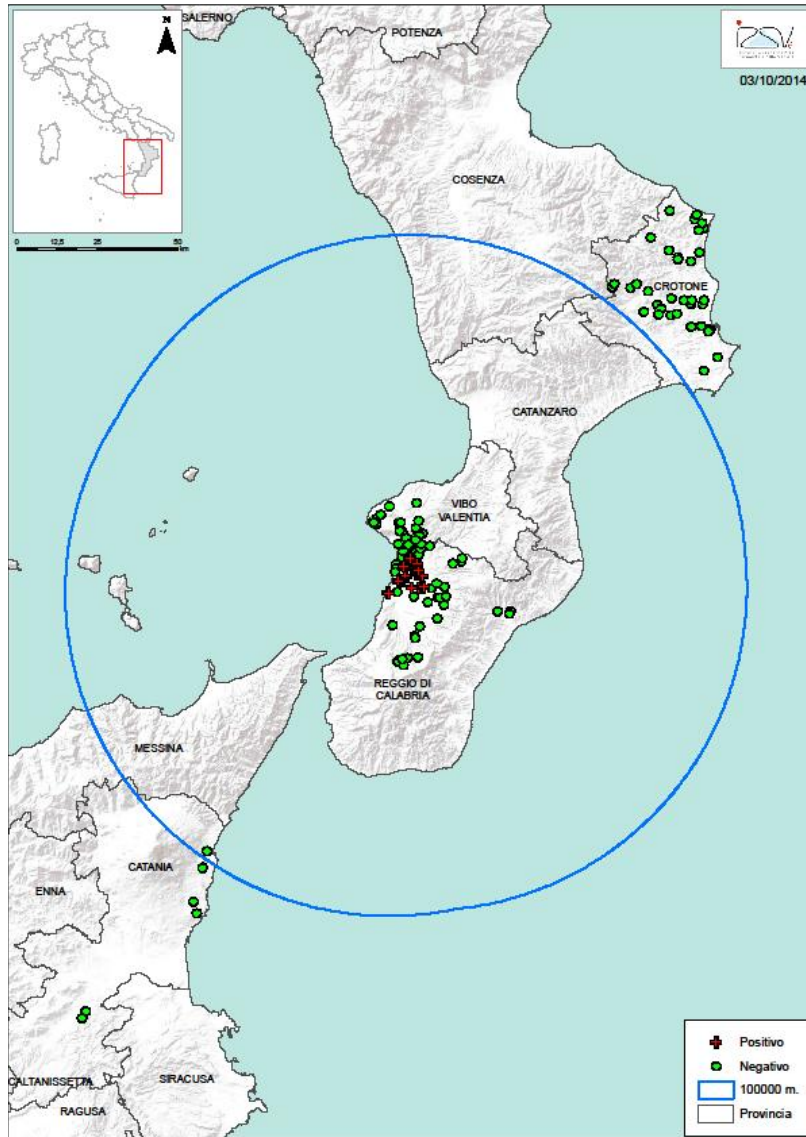 SALERNO
POTENZA
N
03/10/2014
COSENZA
0 12,5 25 50
km
CROTONE
CATANZARO
VIBO
VALENTIA
REGGIO DI
CALABRIA
MESSINA
CATANIA
ENNA
CALTANISSETTA
SIRACUSA
RAGUSA
Positivo
Negativo
100000 m.
Provincia